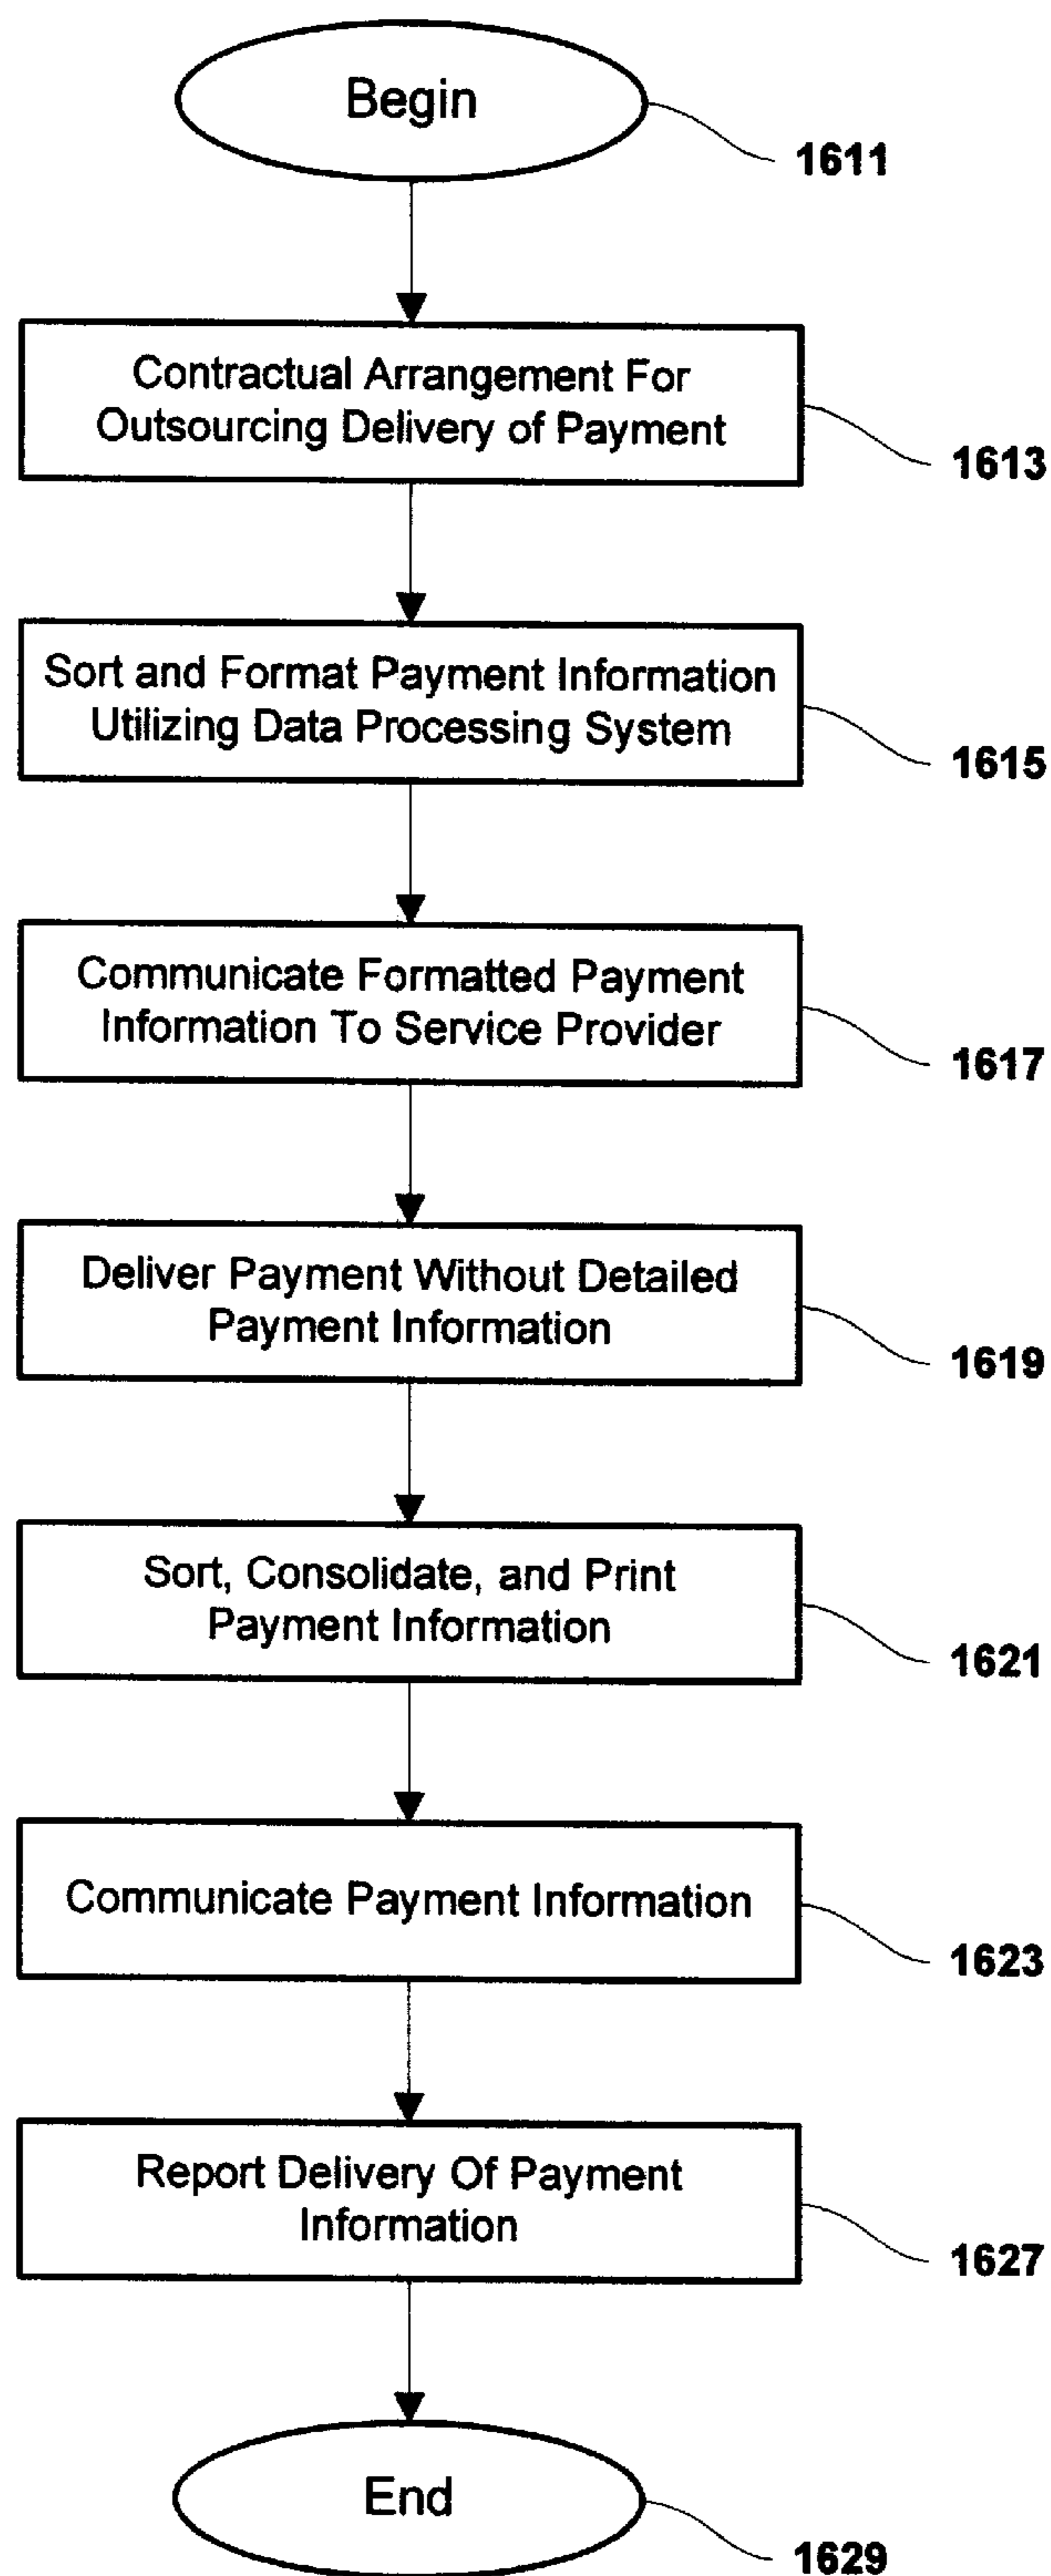 Begin
1611
Contractual Arrangement For
Outsourcing Delivery of Payment
1613
Sort and Format Payment Information
Utilizing Data Processing System
1615
Communicate Formatted Payment
Information To Service Provider
1617
Deliver Payment Without Detailed
Payment Information
1619
Sort, Consolidate, and Print
Payment Information
1621
Communicate Payment Information
1623
Report Delivery Of Payment
Information
1627
End
1629